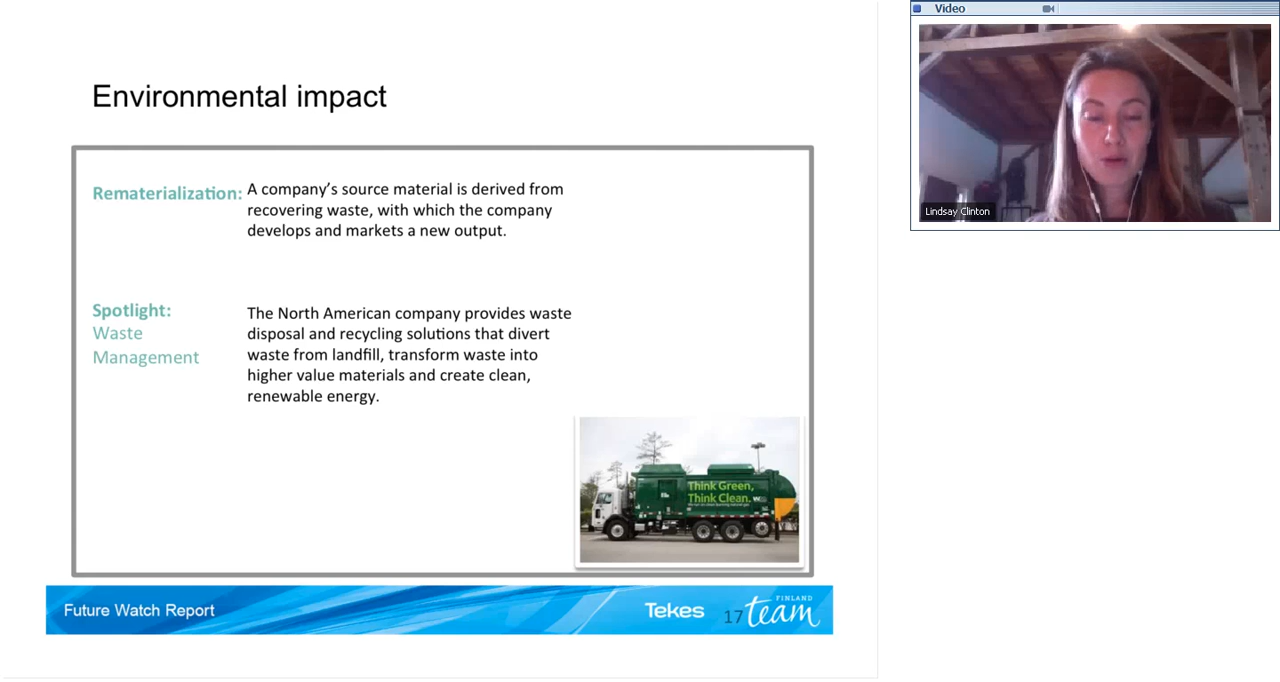 Video
Environmental impact
Rematerialization: A company's source material is derived from
recovering waste, with which the company
develops and markets a new output.
Lindsay Clinton
Spotlight:
Waste
Management
The North American company provides waste
disposal and recycling solutions that divert
waste from landfill, transform waste into
higher value materials and create clean,
renewable energy.
Think Green,
Think Clean.
Future Watch Report
Tekes
17
FINLAND
team